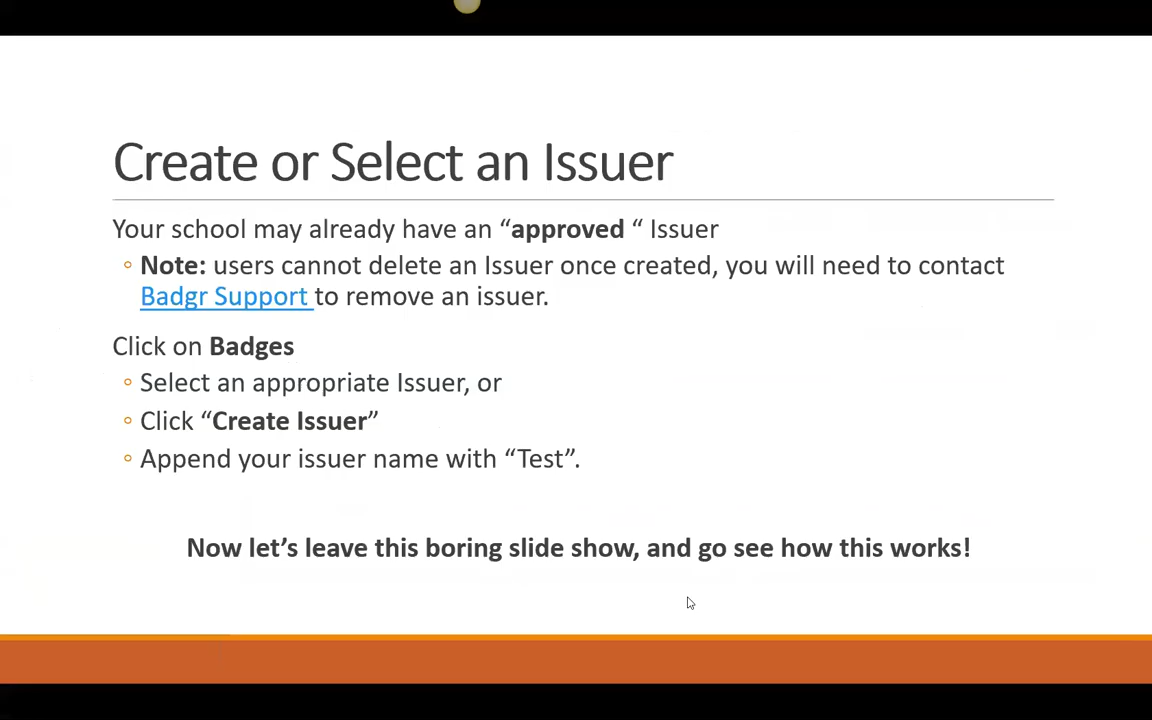 Create or Select an Issuer
Your school may already have an “approved “ Issuer
Note: users cannot delete an Issuer once created, you will need to contact
Badgr Support to remove an issuer.
Click on Badges
Select an appropriate Issuer, or
Click “Create Issuer”
Append your issuer name with “Test”.
Now let’s leave this boring slide show, and go see how this works!